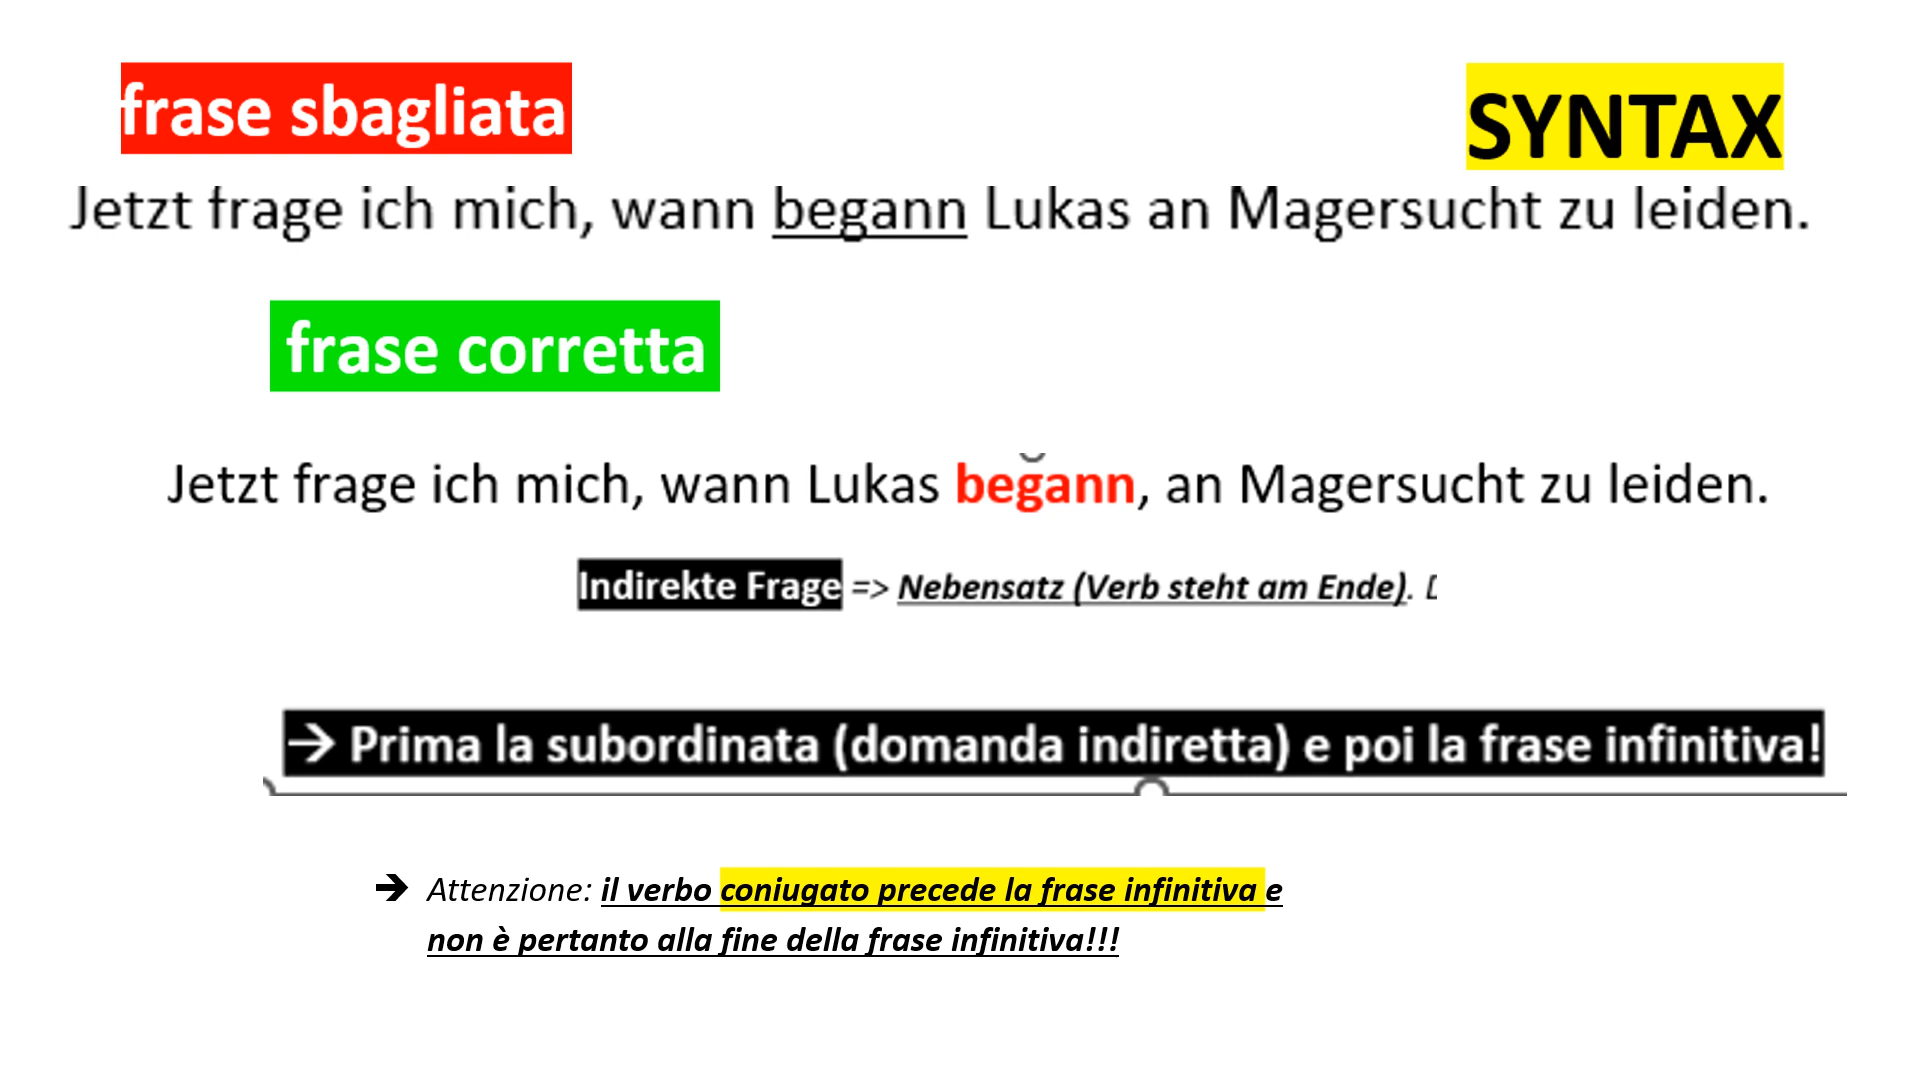 frase sbagliata
SYNTAX
Jetzt frage ich mich, wann begann Lukas an Magersucht zu leiden.
frase corretta
Jetzt frage ich mich, wann Lukas begann, an Magersucht zu leiden.
Indirekte Frage => Nebensatz (Verb steht am Ende).
→ Prima la subordinata (domanda indiretta) e poi la frase infinitiva!
→ Attenzione: il verbo coniugato precede la frase infinitiva e
non è pertanto alla fine della frase infinitiva!!!